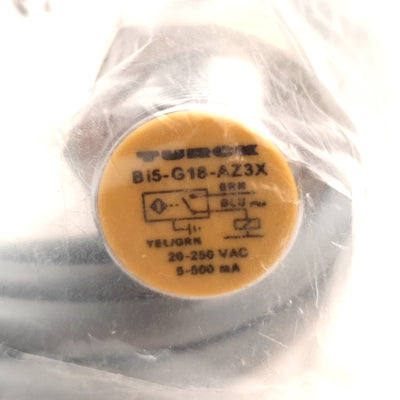 TURCK
Bi5-G18-AZ3X
BRN
BLU
YEL/GRN
20-250 VAC
5-500 mA